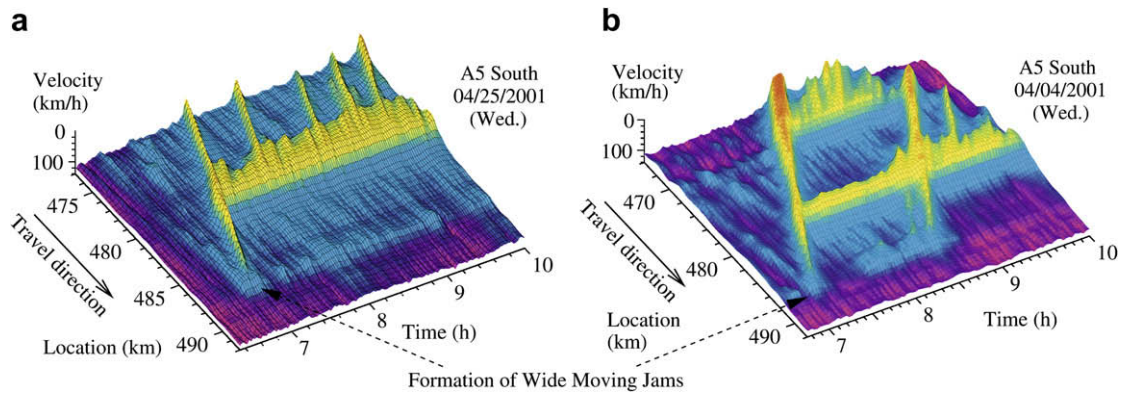 a
Velocity
(km/h)
0
100
A5 South
04/25/2001
(Wed.)
475
480
485
490
Travel direction
Location (km)
7
8
9
10
Time (h)
b
Velocity
(km/h)
0
100
A5 South
04/04/2001
(Wed.)
470
480
490
Travel direction
Location
(km)
7
8
9
10
Time (h)
Formation of Wide Moving Jams